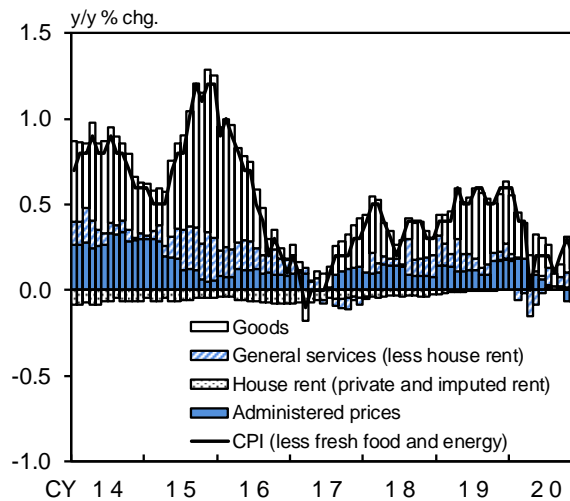 y/y % chg.
1.5
1.0
0.5
0.0
-0.5
-1.0
Goods
General services (less house rent)
House rent (private and imputed rent)
Administered prices
CPI (less fresh food and energy)
CY 14 15 16 17 18 19 20